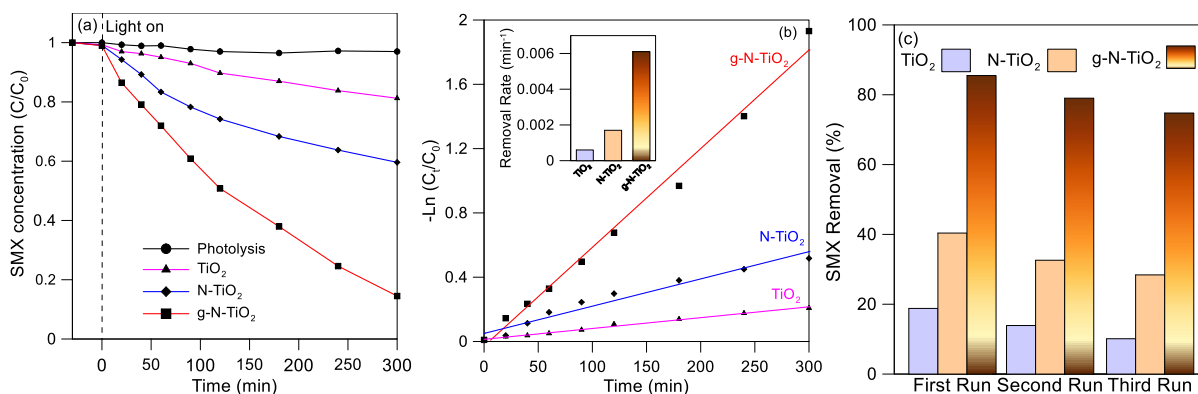 (a)
Light on
SMX concentration (C/C₀)
1
0.8
0.6
0.4
0.2
0
Photolysis
TiO₂
N-TiO₂
g-N-TiO₂
0 50 100 150 200 250 300
Time (min)
(b)
-Ln (Cₜ/C₀)
-2
1.6
1.2
0.8
0.4
0
Removal Rate (min⁻¹)
0.006
0.004
0.002
0
TiO₂
N-TiO₂
g-N-TiO₂
g-N-TiO₂
N-TiO₂
TiO₂
0 50 100 150 200 250 300
Time (min)
(c)
TiO₂ N-TiO₂ g-N-TiO₂
SMX Removal (%)
100
80
60
40
20
0
First Run Second Run Third Run